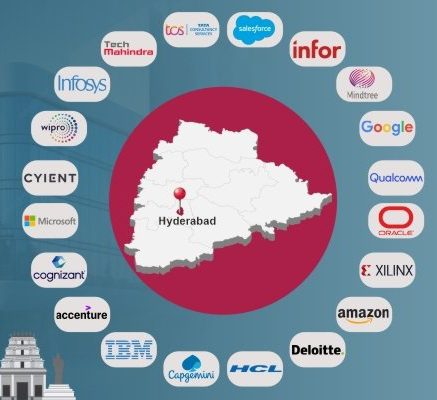 tcs TATA
CONSULTANCY
SERVICES
salesforce
infor
Mindtree
Google
Qualcomm
ORACLE
XILINX
amazon
Deloitte.
HCL
Capgemini
IBM
accenture
cognizant
Microsoft
CYIENT
wipro
Infosys
Tech
Mahindra
Hyderabad